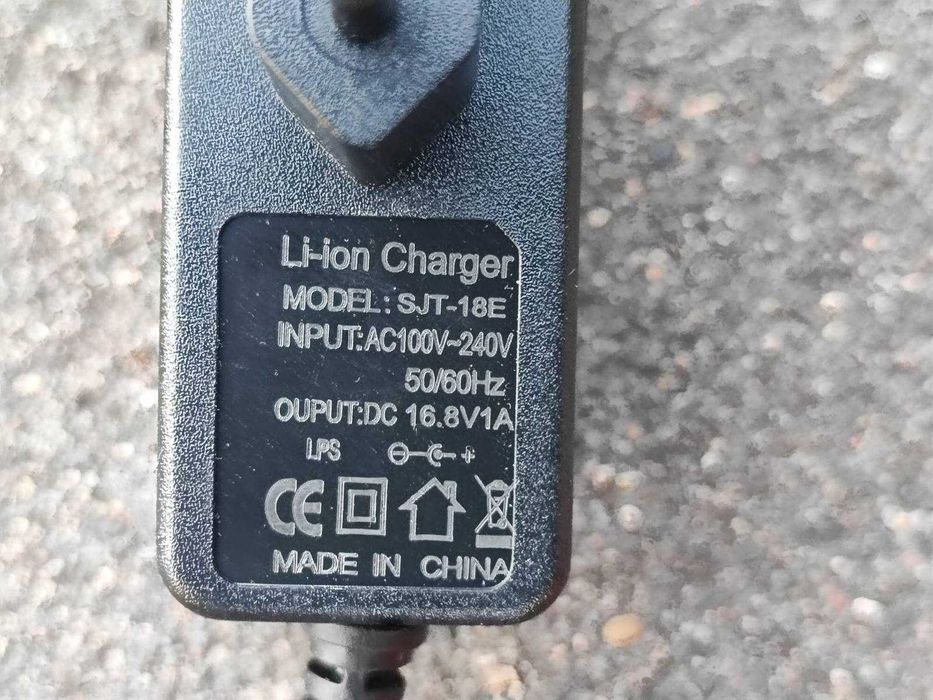 Li-ion Charger
MODEL: SJT-18E
INPUT:AC100V~240V
50/60Hz
OUPUT:DC 16.8V1A
LPS
CE
MADE IN CHINA